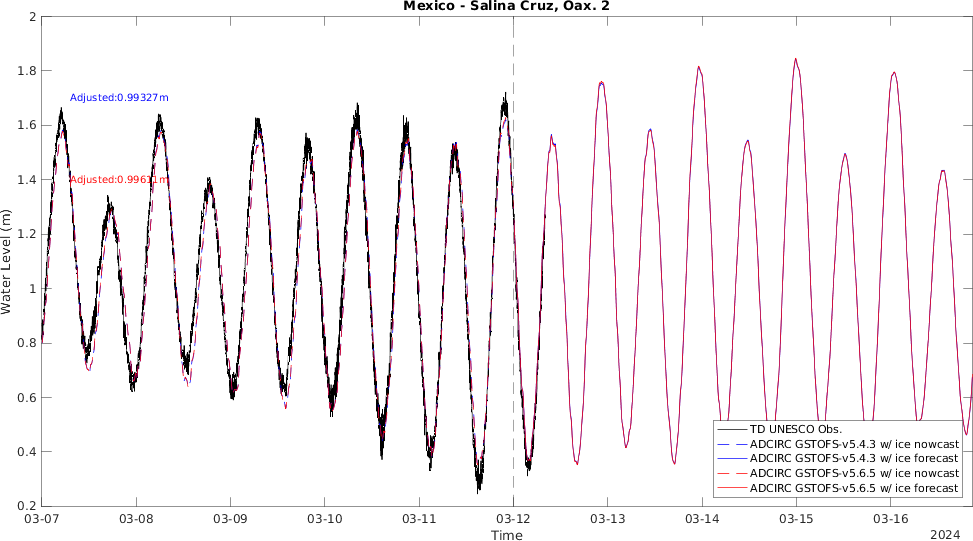 Mexico - Salina Cruz, Oax. 2
2
1.8
1.6
1.4
1.2
1
0.8
0.6
0.4
0.2
Water Level (m)
Adjusted:0.99327m
Adjusted:0.99611m
TD UNESCO Obs.
ADCIRC GSTOFS-v5.4.3 w/ ice nowcast
ADCIRC GSTOFS-v5.4.3 w/ ice forecast
ADCIRC GSTOFS-v5.6.5 w/ ice nowcast
ADCIRC GSTOFS-v5.6.5 w/ ice forecast
03-07 03-08 03-09 03-10 03-11 03-12 03-13 03-14 03-15 03-16
Time
2024